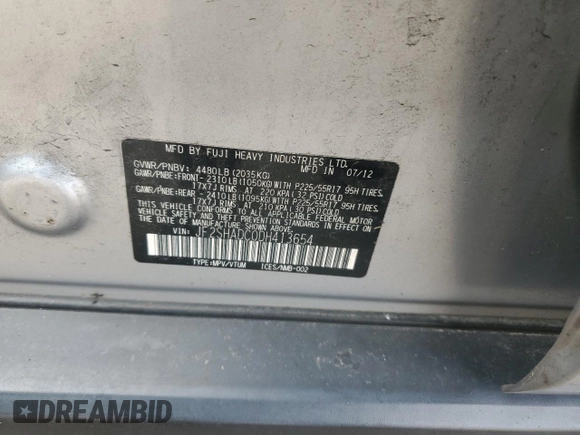 MFD BY FUJI HEAVY INDUSTRIES LTD.
MFD IN 07/12
GVWR/PNBV: 4480LB (2035KG)
GAWR/PNBE:FRONT-2310LB(1050KG)WITH P225/55R17 95H TIRES,
17X7J RIMS AT 220 KPA(32 PSI)COLD
GAWR/PNBE:REAR -2410LB(1095KG)WITH P225/55R17 95H TIRES,
17X7J RIMS AT 210 KPA(30 PSI)COLD
THIS VEHICLE CONFORMS TO ALL APPLICABLE FEDERAL MOTOR
VEHICLE SAFETY STANDARDS IN EFFECT ON
THE DATE OF MANUFACTURE SHOWN ABOVE.
VIN: JF2SHADC0DH413654
TYPE:MPV/VTUM ICES/NMB-002
DREAMBID